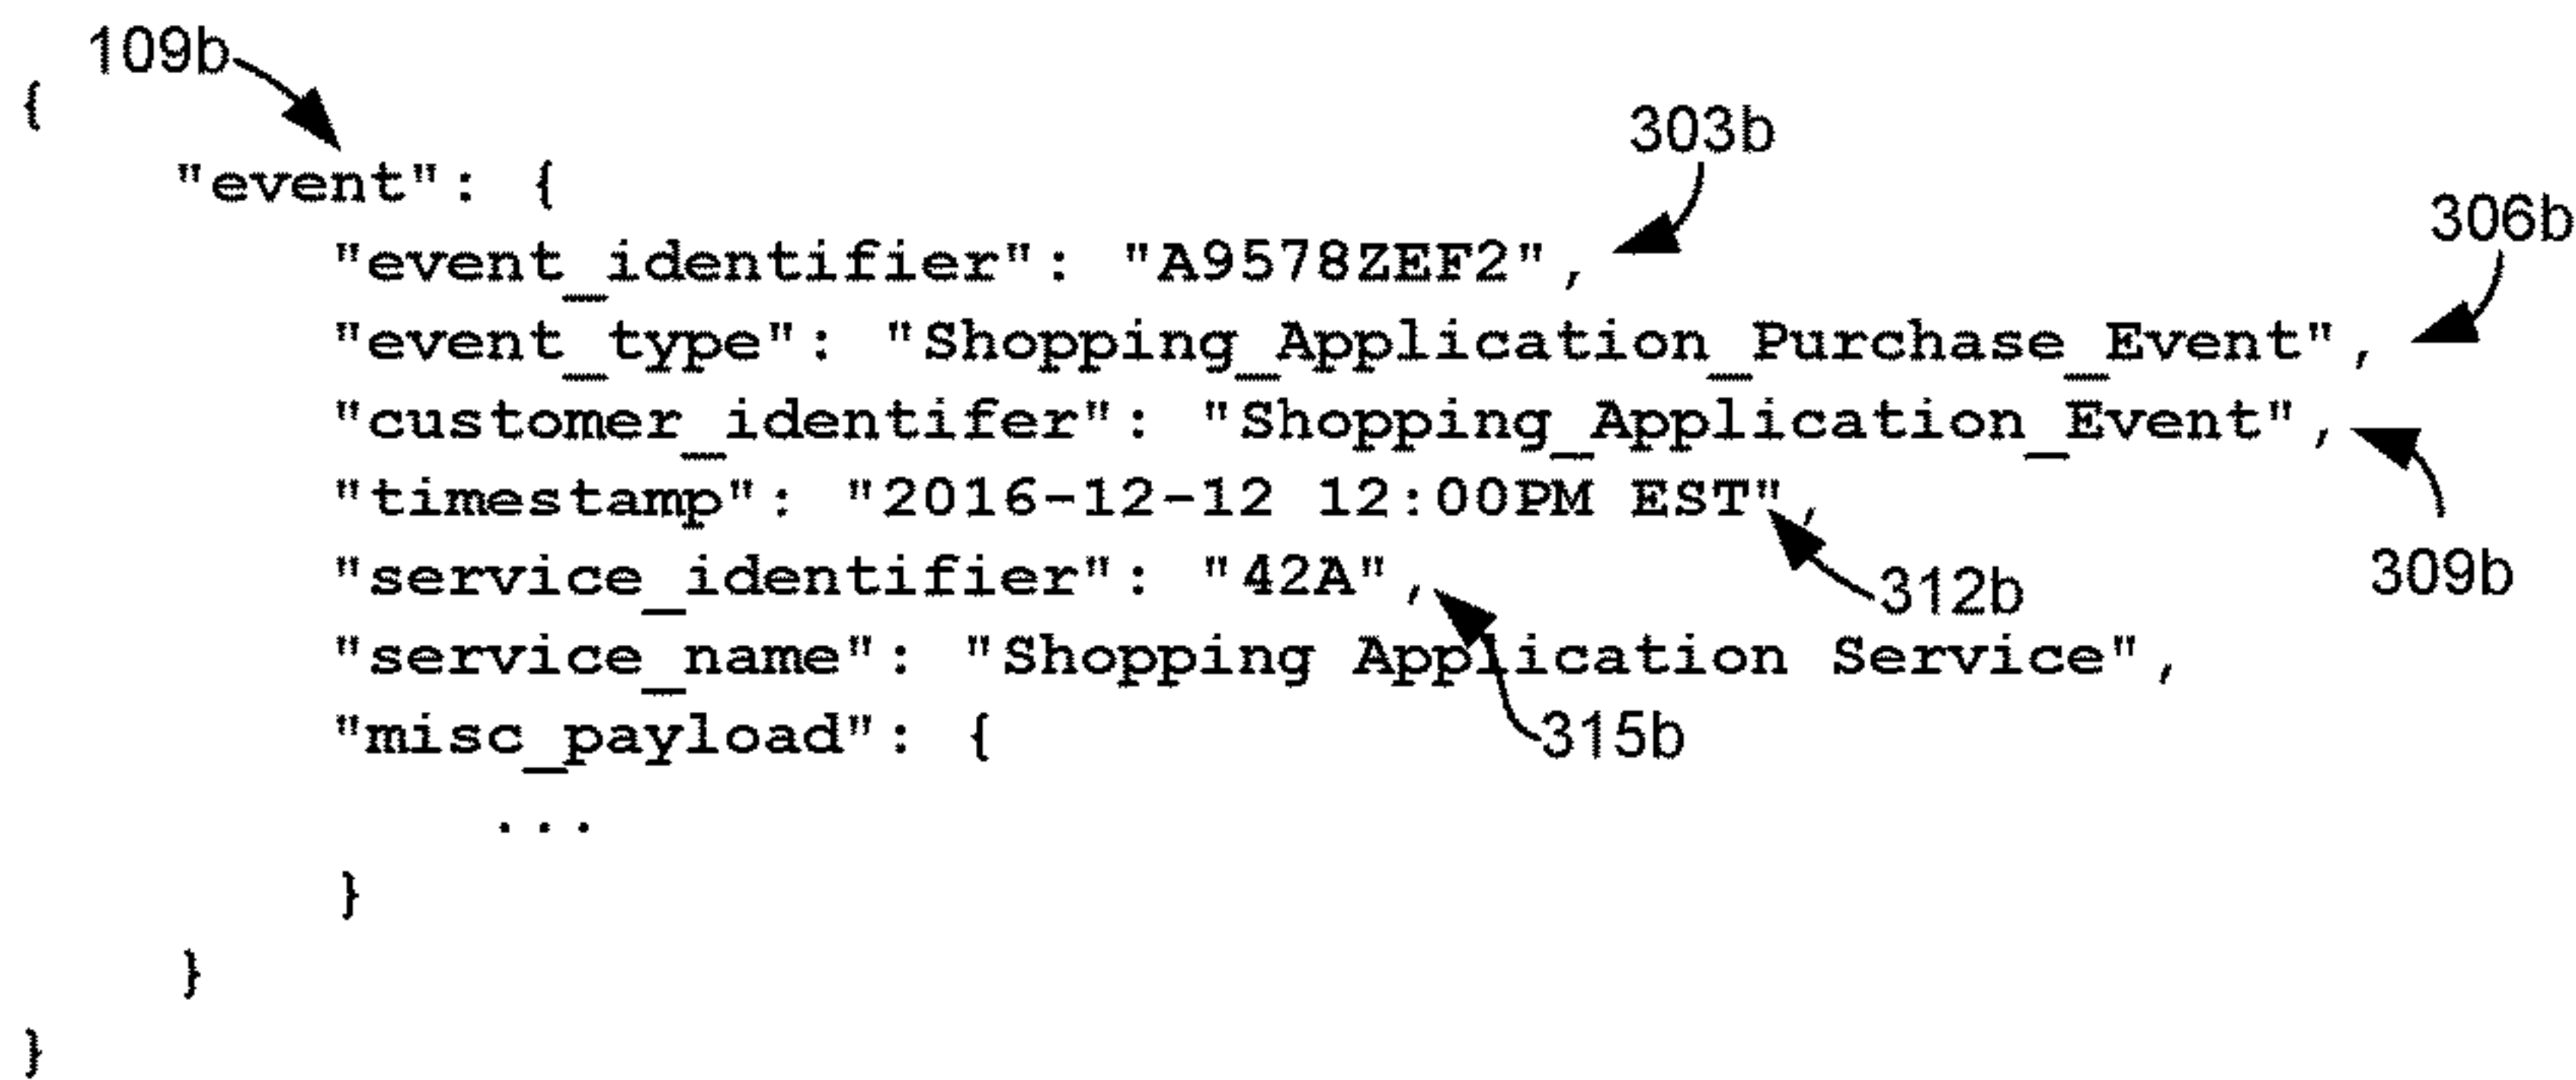 109b
{
303b
"event": {
306b
"event_identifier": "A9578ZEF2",
"event_type": "Shopping_Application_Purchase_Event",
"customer_identifer": "Shopping_Application_Event",
"timestamp": "2016-12-12 12:00PM EST",
"service_identifier": "42A",
312b
309b
"service_name": "Shopping Application Service",
"misc_payload": {
315b
...
}
}
}